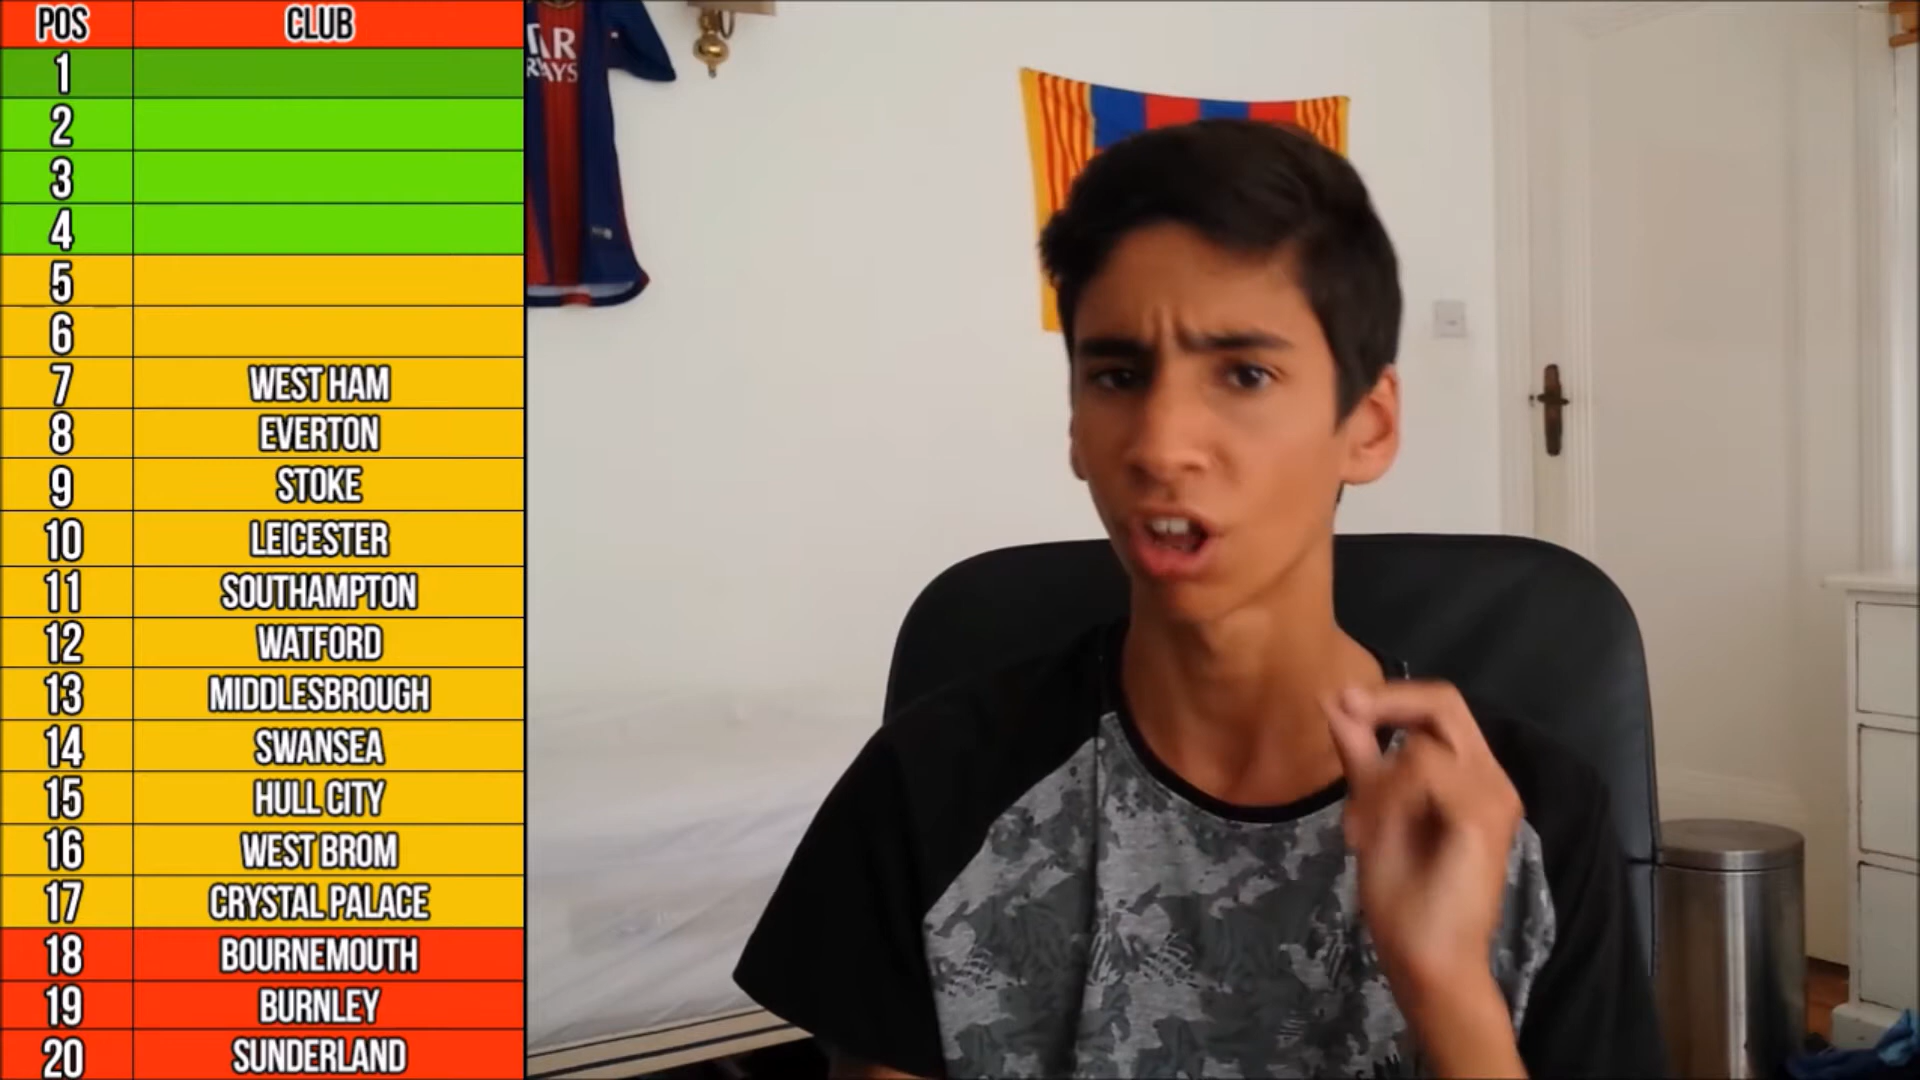 POS CLUB
1
2
3
4
5
6
7 WEST HAM
8 EVERTON
9 STOKE
10 LEICESTER
11 SOUTHAMPTON
12 WATFORD
13 MIDDLESBROUGH
14 SWANSEA
15 HULL CITY
16 WEST BROM
17 CRYSTAL PALACE
18 BOURNEMOUTH
19 BURNLEY
20 SUNDERLAND